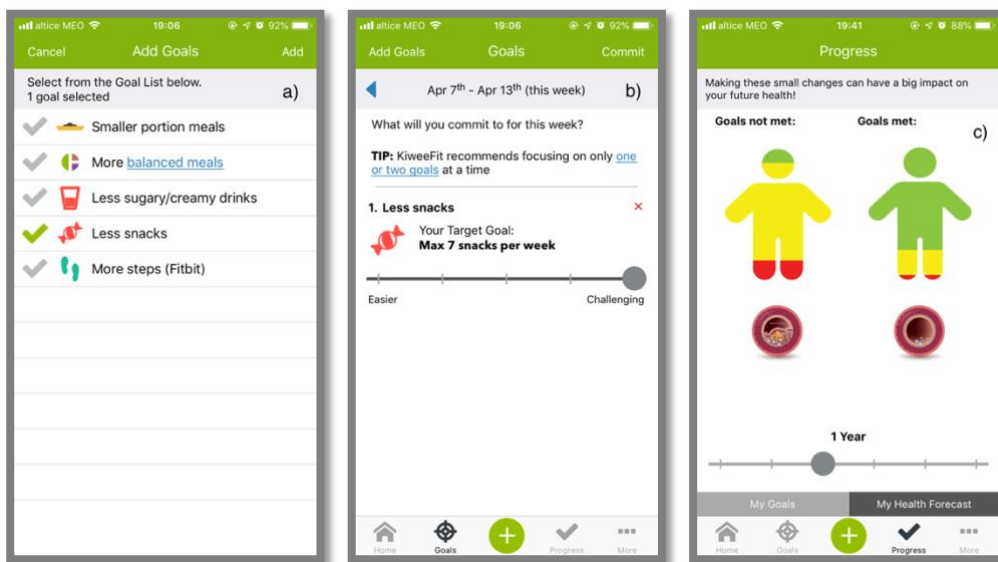 altice MEO 19:06 92%
Cancel Add Goals Add
Select from the Goal List below.
1 goal selected
a)
Smaller portion meals
More balanced meals
Less sugary/creamy drinks
Less snacks
More steps (Fitbit)
altice MEO 19:06 92%
Add Goals Goals Commit
Apr 7th - Apr 13th (this week)
b)
What will you commit to for this week?
TIP: KiweeFit recommends focusing on only one
or two goals at a time
1. Less snacks
Your Target Goal:
Max 7 snacks per week
Easier Challenging
Home Goals Progress More
altice MEO 19:41 88%
Progress
Making these small changes can have a big impact on
your future health!
Goals not met: Goals met:
c)
1 Year
My Goals My Health Forecast
Home Goals Progress More